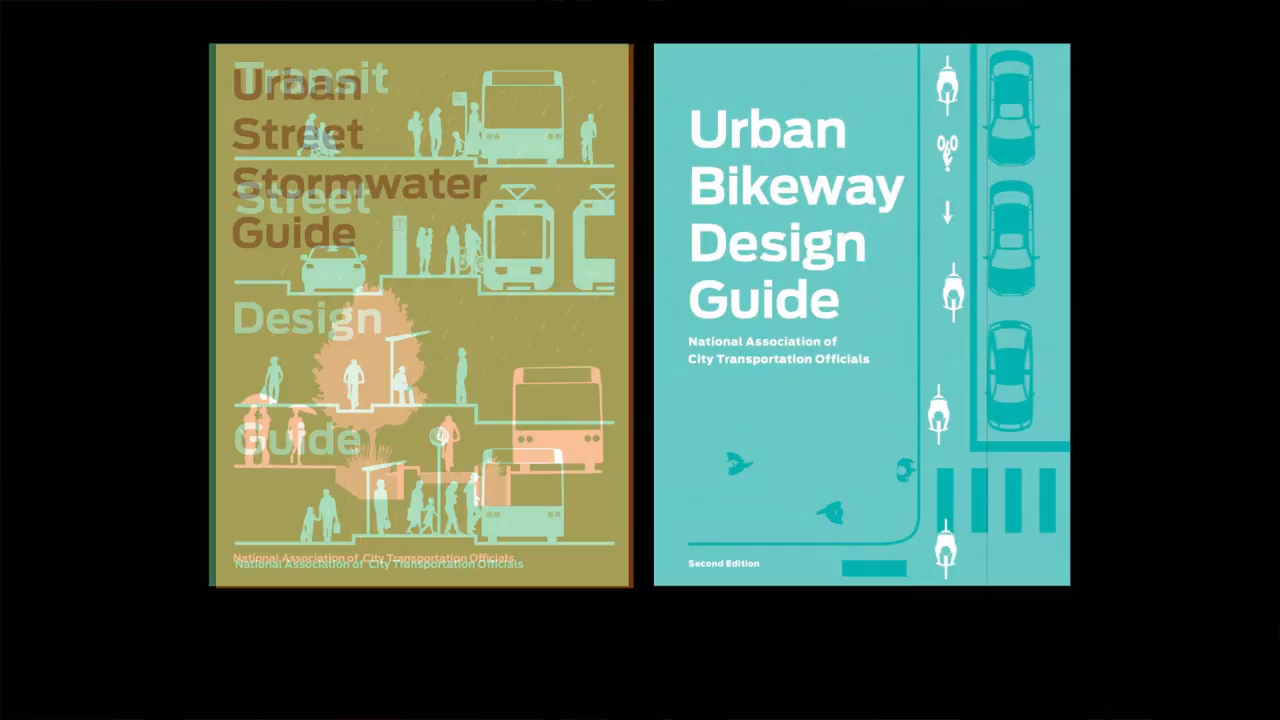 Transit
Urban
Street
Stormwater
Street
Guide
Design
Guide
National Association of City Transportation Officials
National Association of City Transportation Officials
Urban
Bikeway
Design
Guide
National Association of
City Transportation Officials
Second Edition